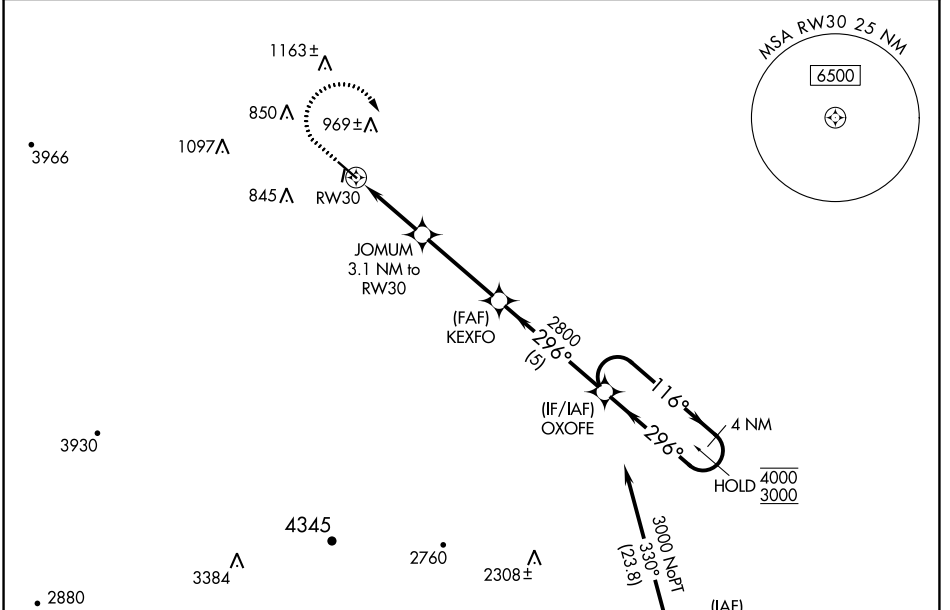 MSA RW30 25 NM
6500
1163±
850
969±
1097
3966
845
RW30
JOMUM
3.1 NM to
RW30
(FAF)
KEXFO
2800
296°
(5)
116°
(IF/IAF)
OXOFE
4 NM
296°
HOLD 4000
3000
3930
4345
3000 NoPT
330°
(23.8)
2760
2308±
3384
2880
(IAF)